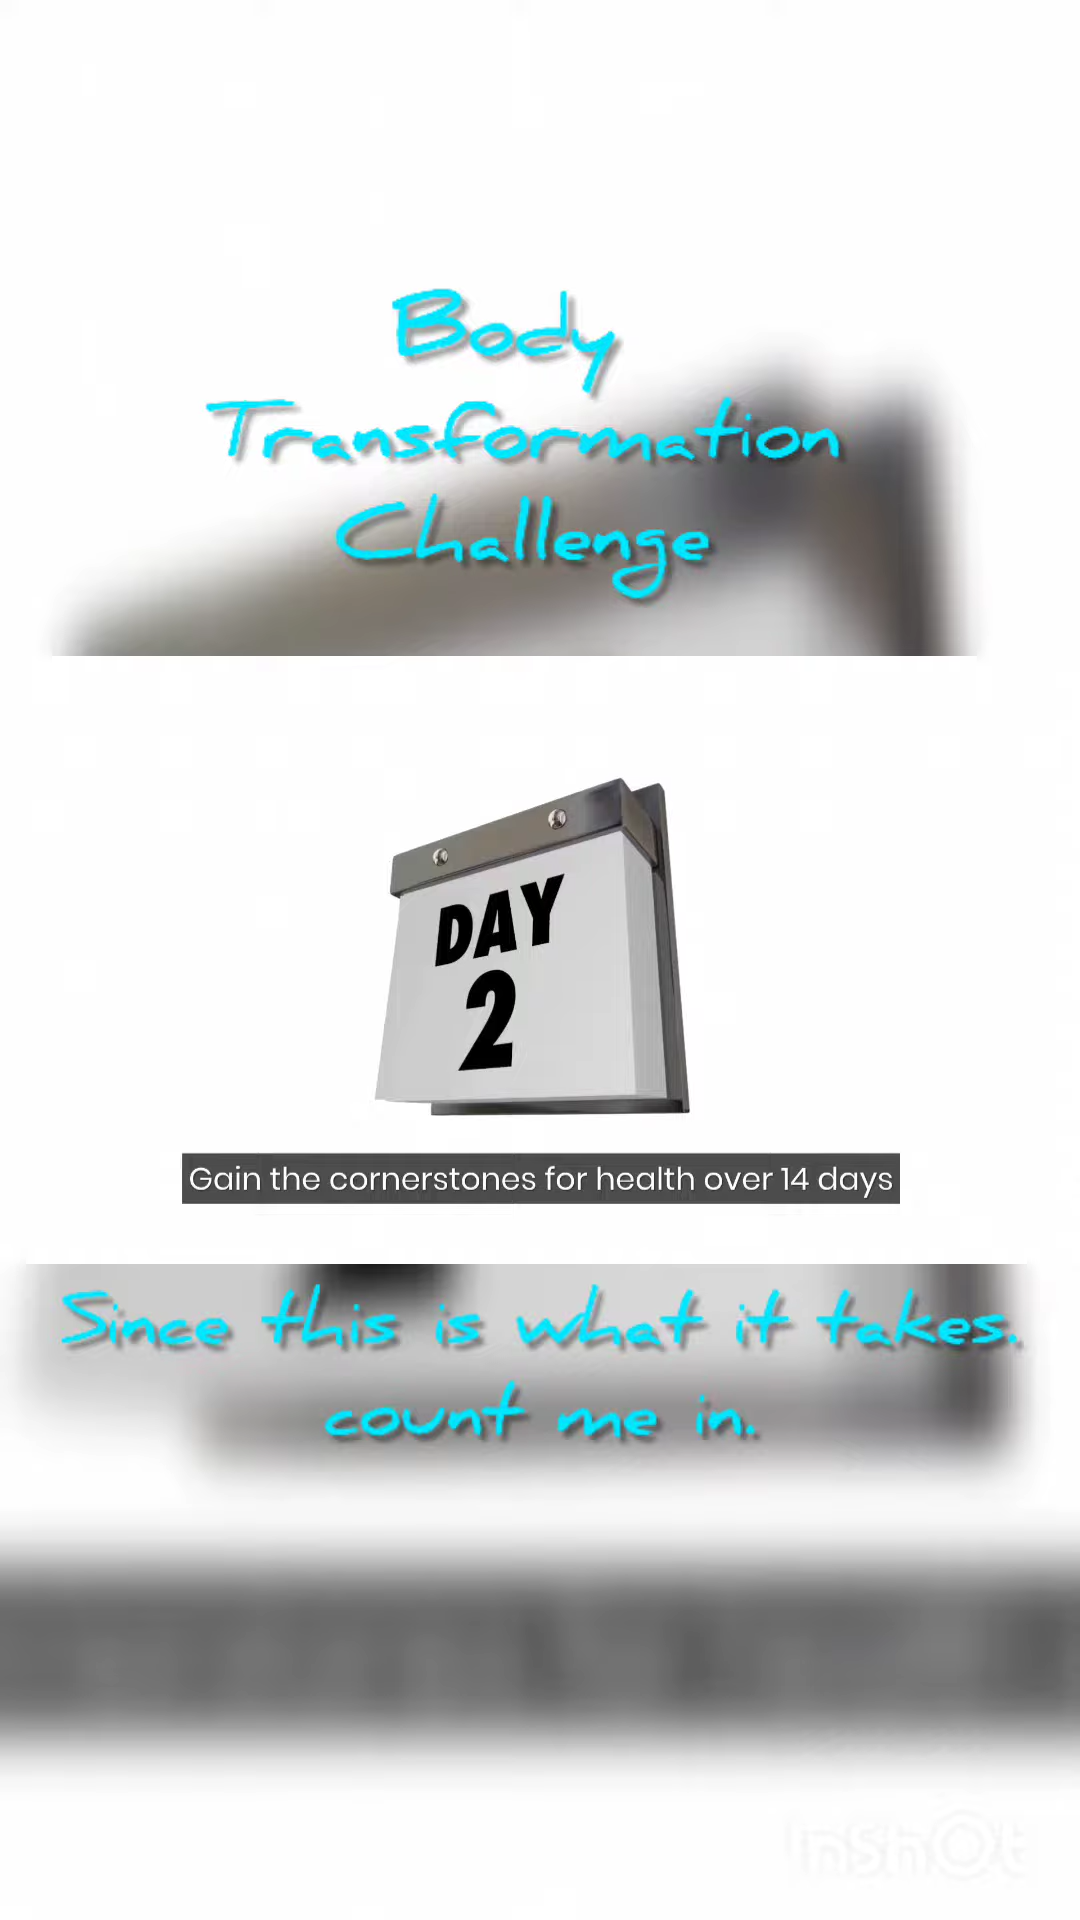 Body
Transformation
Challenge
DAY
2
Gain the cornerstones for health over 14 days
Since this is what it takes.
count me in.
InShOt